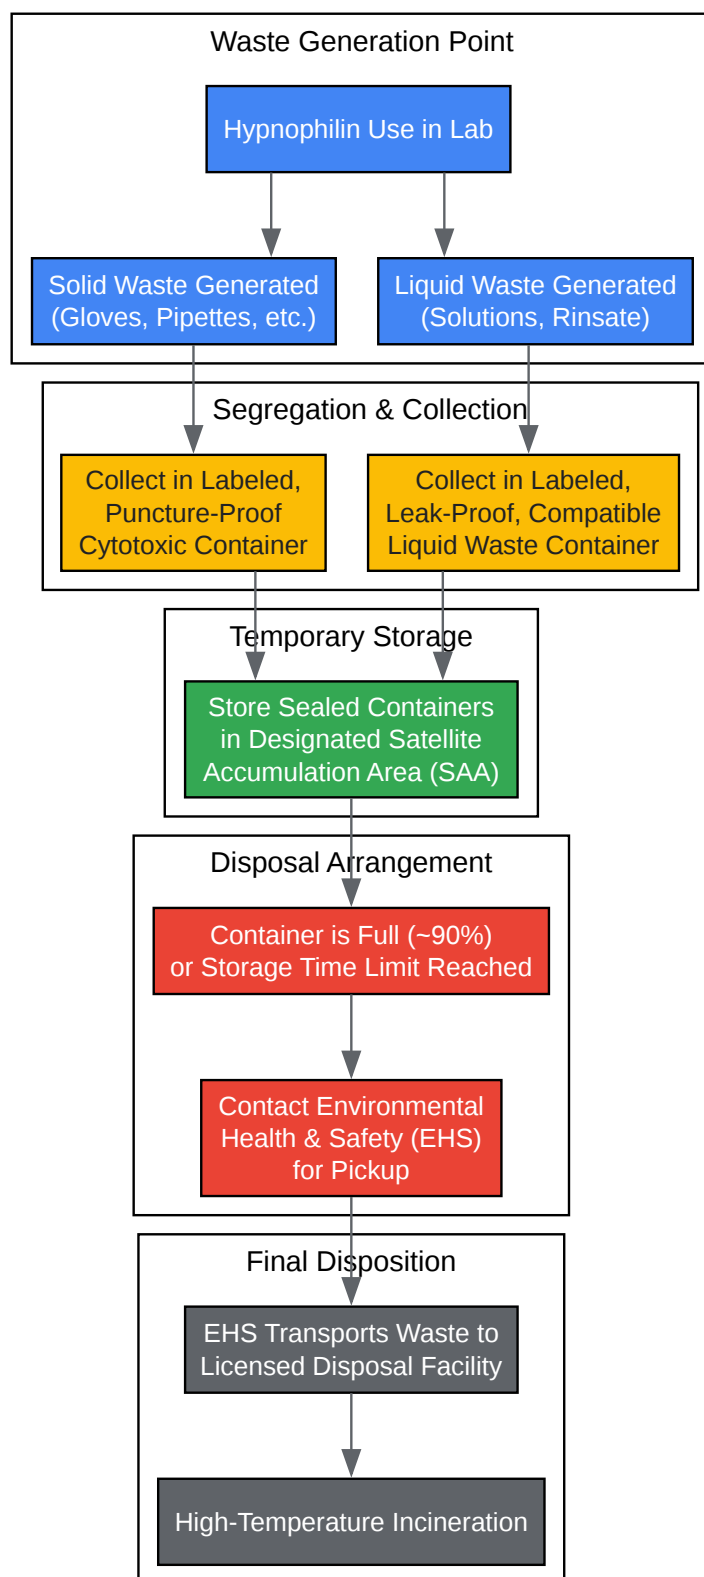 Waste Generation Point
Hypnophilin Use in Lab
Solid Waste Generated
(Gloves, Pipettes, etc.)
Liquid Waste Generated
(Solutions, Rinsate)
Segregation & Collection
Collect in Labeled,
Puncture-Proof
Cytotoxic Container
Collect in Labeled,
Leak-Proof, Compatible
Liquid Waste Container
Temporary Storage
Store Sealed Containers
in Designated Satellite
Accumulation Area (SAA)
Disposal Arrangement
Container is Full (~90%)
or Storage Time Limit Reached
Contact Environmental
Health & Safety (EHS)
for Pickup
Final Disposition
EHS Transports Waste to
Licensed Disposal Facility
High-Temperature Incineration